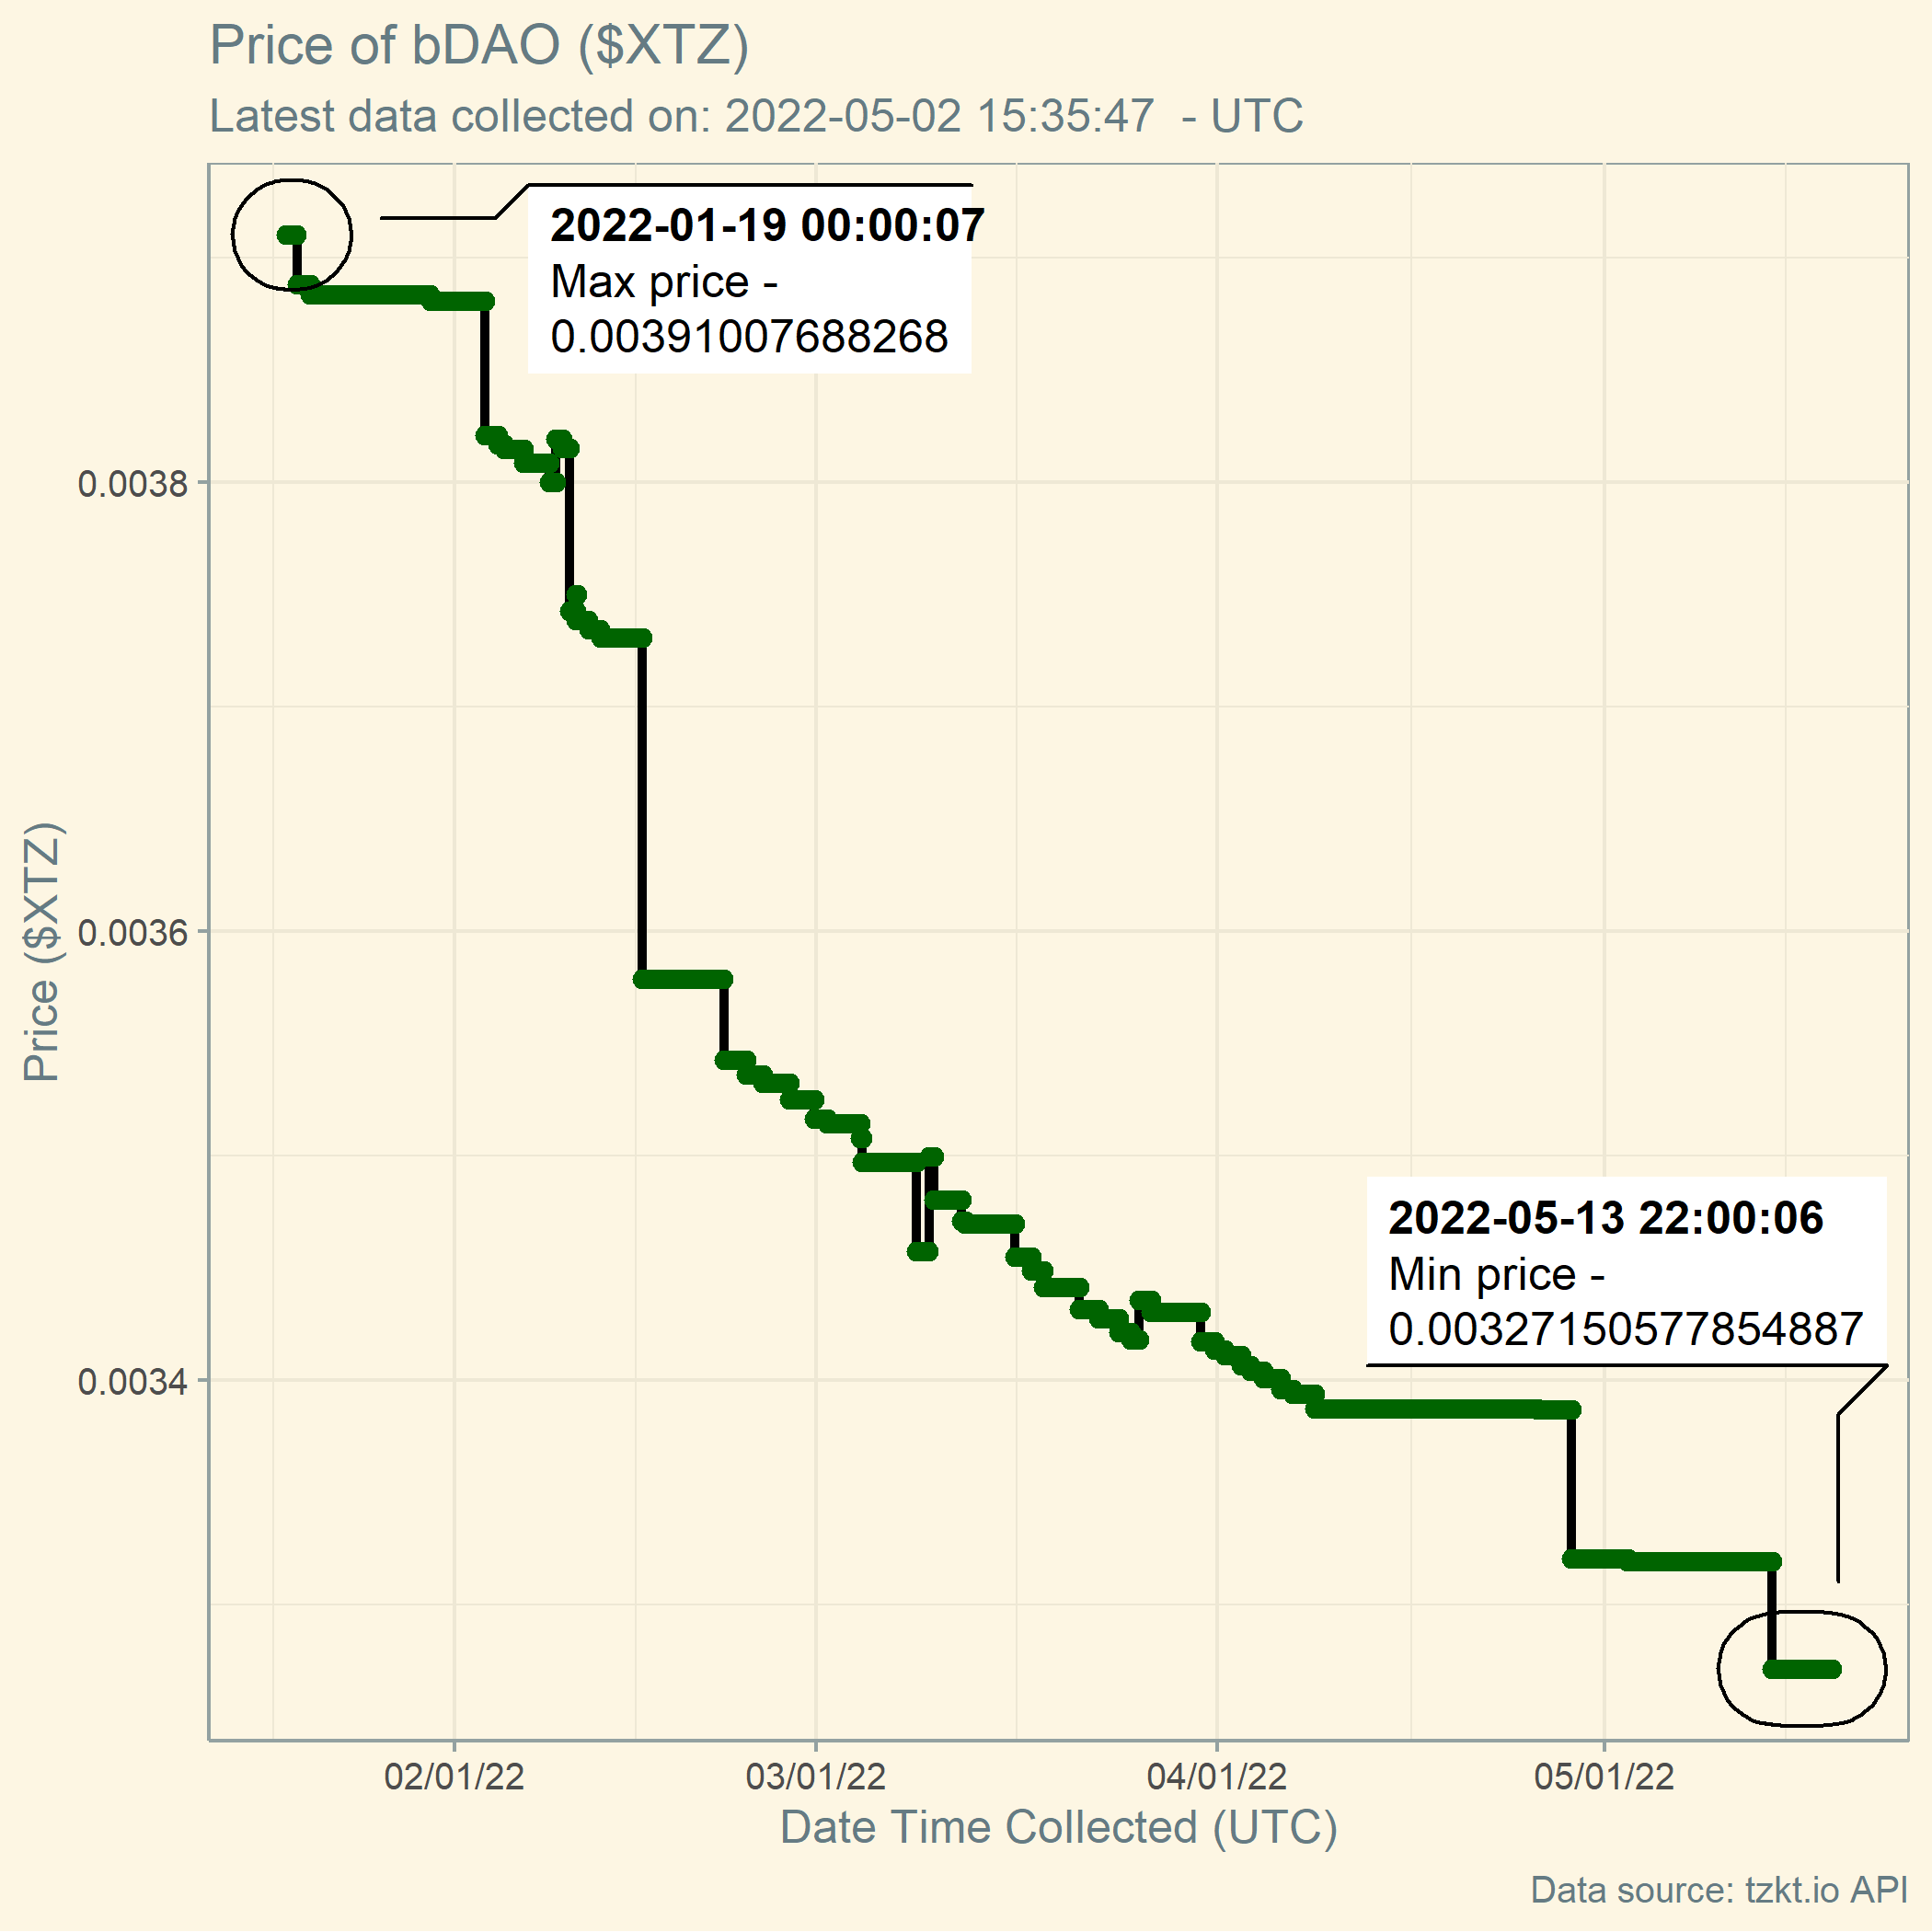 Price of bDAO ($XTZ)
Latest data collected on: 2022-05-02 15:35:47  - UTC
2022-01-19 00:00:07
Max price -
0.00391007688268
0.0038
Price ($XTZ)
0.0036
2022-05-13 22:00:06
Min price -
0.00327150577854887
0.0034
02/01/22
03/01/22
04/01/22
05/01/22
Date Time Collected (UTC)
Data source: tzkt.io API